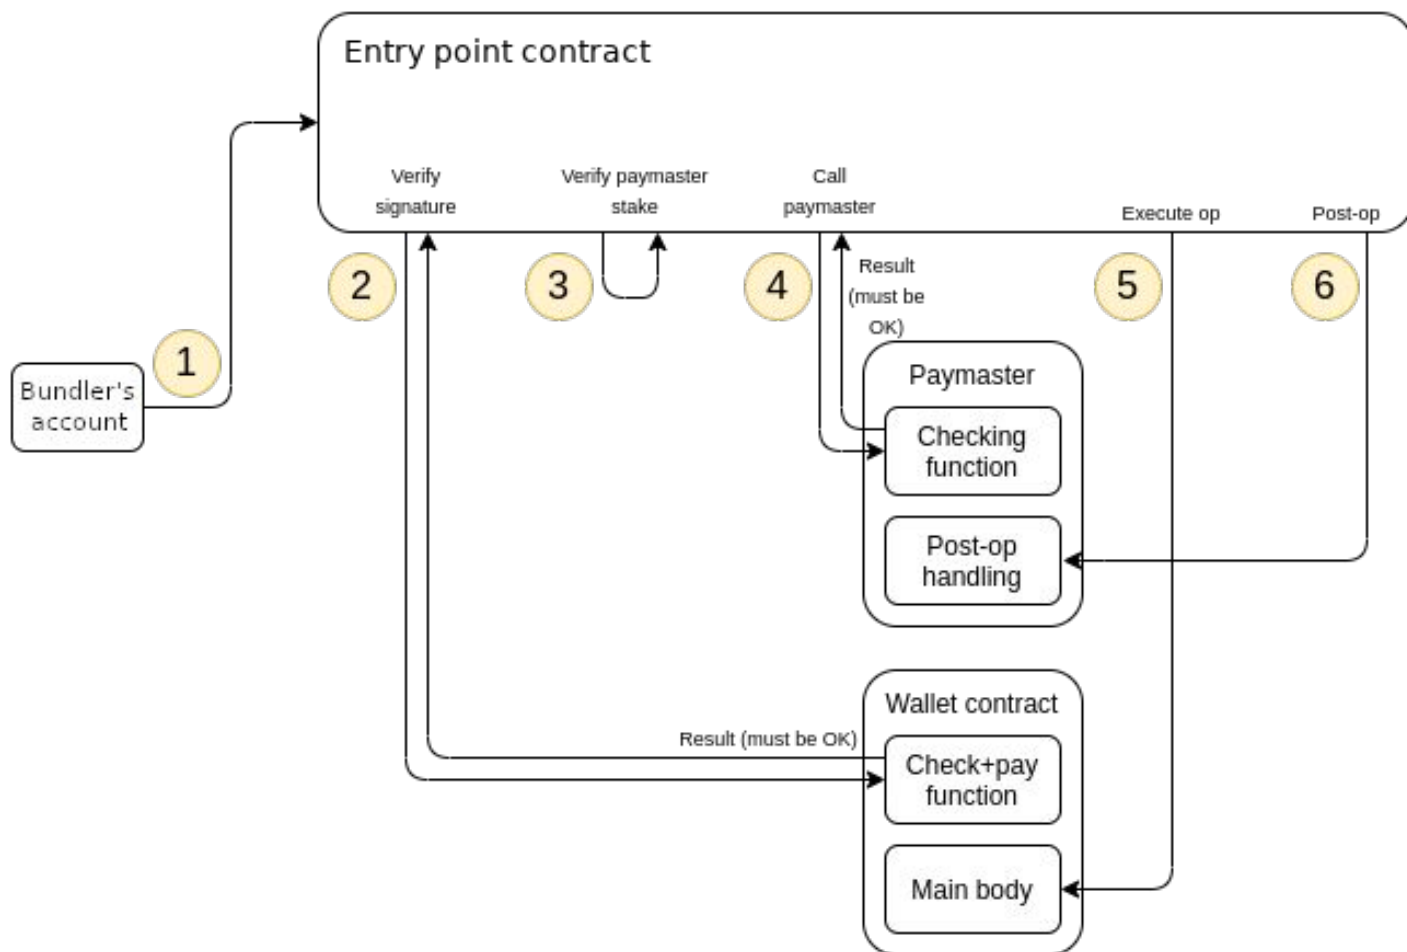 Entry point contract
Verify
signature
Verify paymaster
stake
Call
paymaster
Execute op
Post-op
2
3
4
5
6
Result
(must be
OK)
1
Bundler's
account
Paymaster
Checking
function
Post-op
handling
Wallet contract
Result (must be OK)
Check+pay
function
Main body